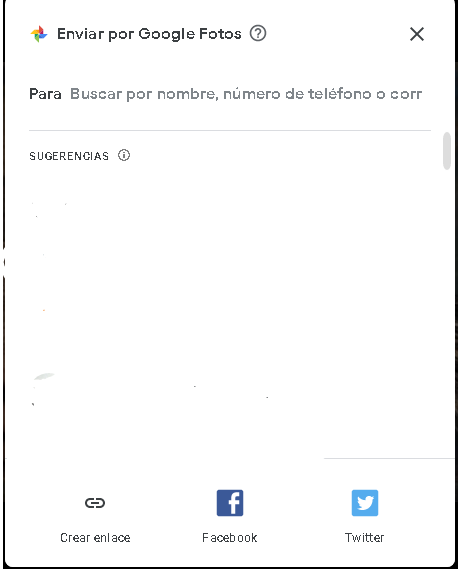 Enviar por Google Fotos
Para Buscar por nombre, número de teléfono o corr
SUGERENCIAS
Crear enlace Facebook Twitter